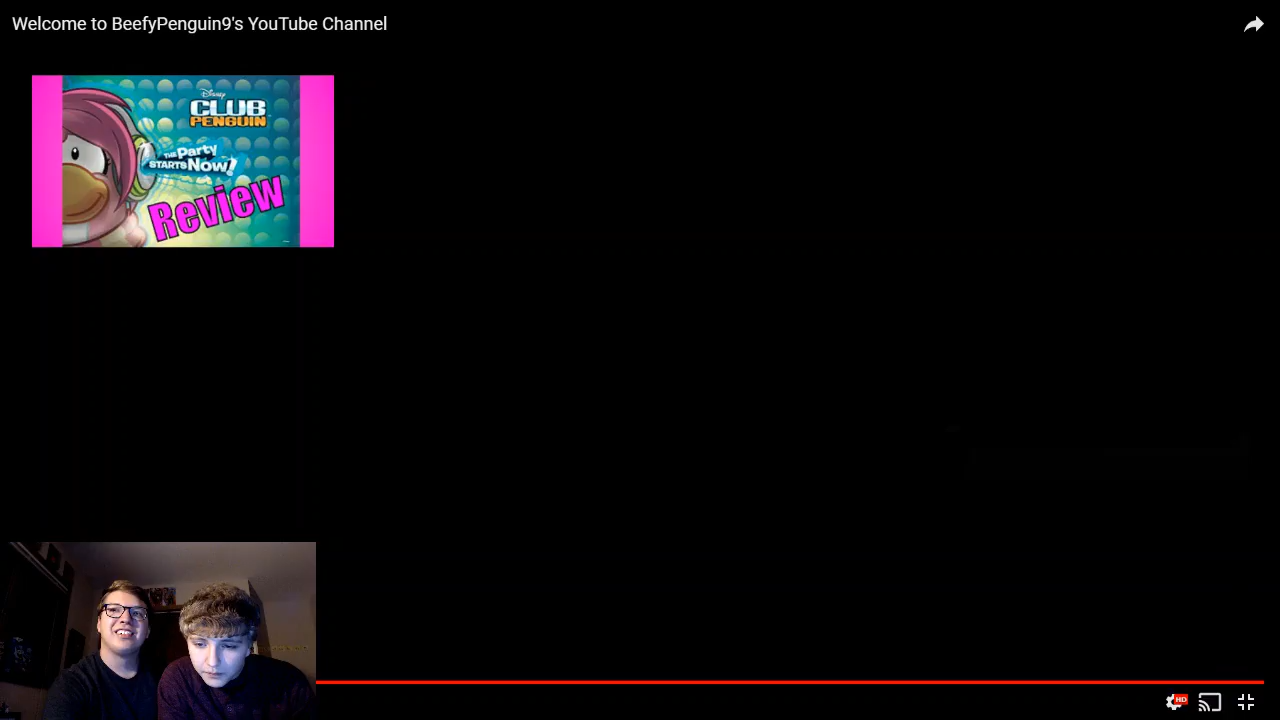 Welcome to BeefyPenguin9's YouTube Channel
Disney
CLUB
PENGUIN
THE Party
STARTS NOW!
Review
HD